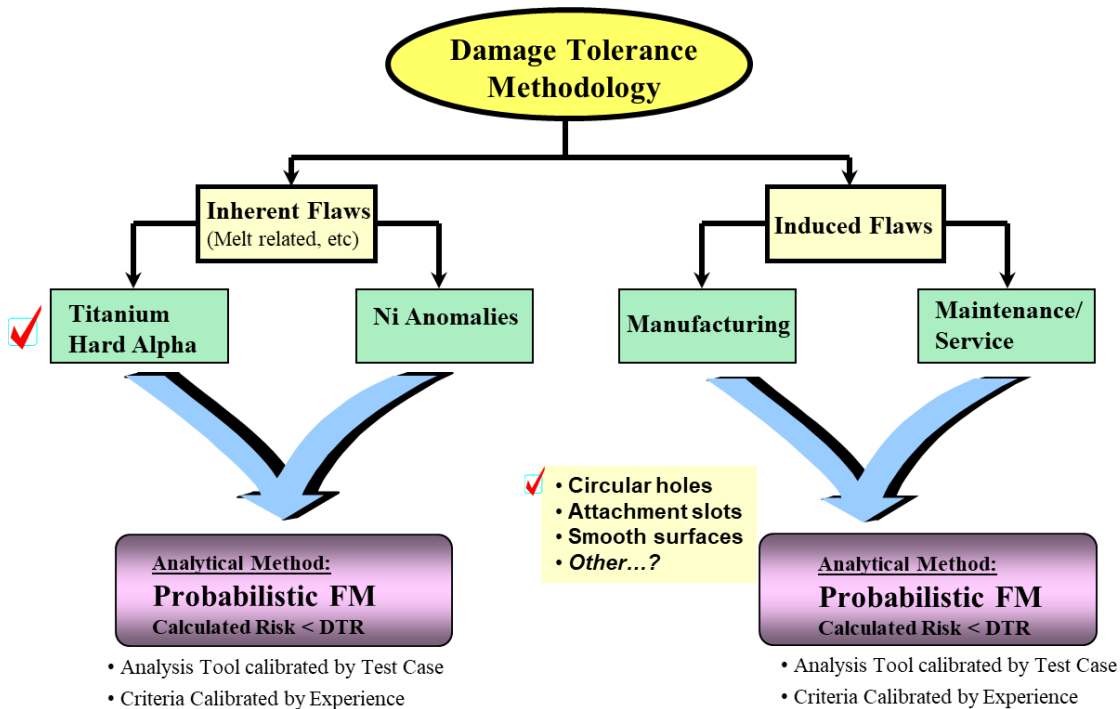 Damage Tolerance
Methodology
Inherent Flaws
(Melt related, etc)
Induced Flaws
Titanium
Hard Alpha
Ni Anomalies
Manufacturing
Maintenance/
Service
• Circular holes
• Attachment slots
• Smooth surfaces
• Other…?
Analytical Method:
Probabilistic FM
Calculated Risk < DTR
• Analysis Tool calibrated by Test Case
• Criteria Calibrated by Experience
Analytical Method:
Probabilistic FM
Calculated Risk < DTR
• Analysis Tool calibrated by Test Case
• Criteria Calibrated by Experience